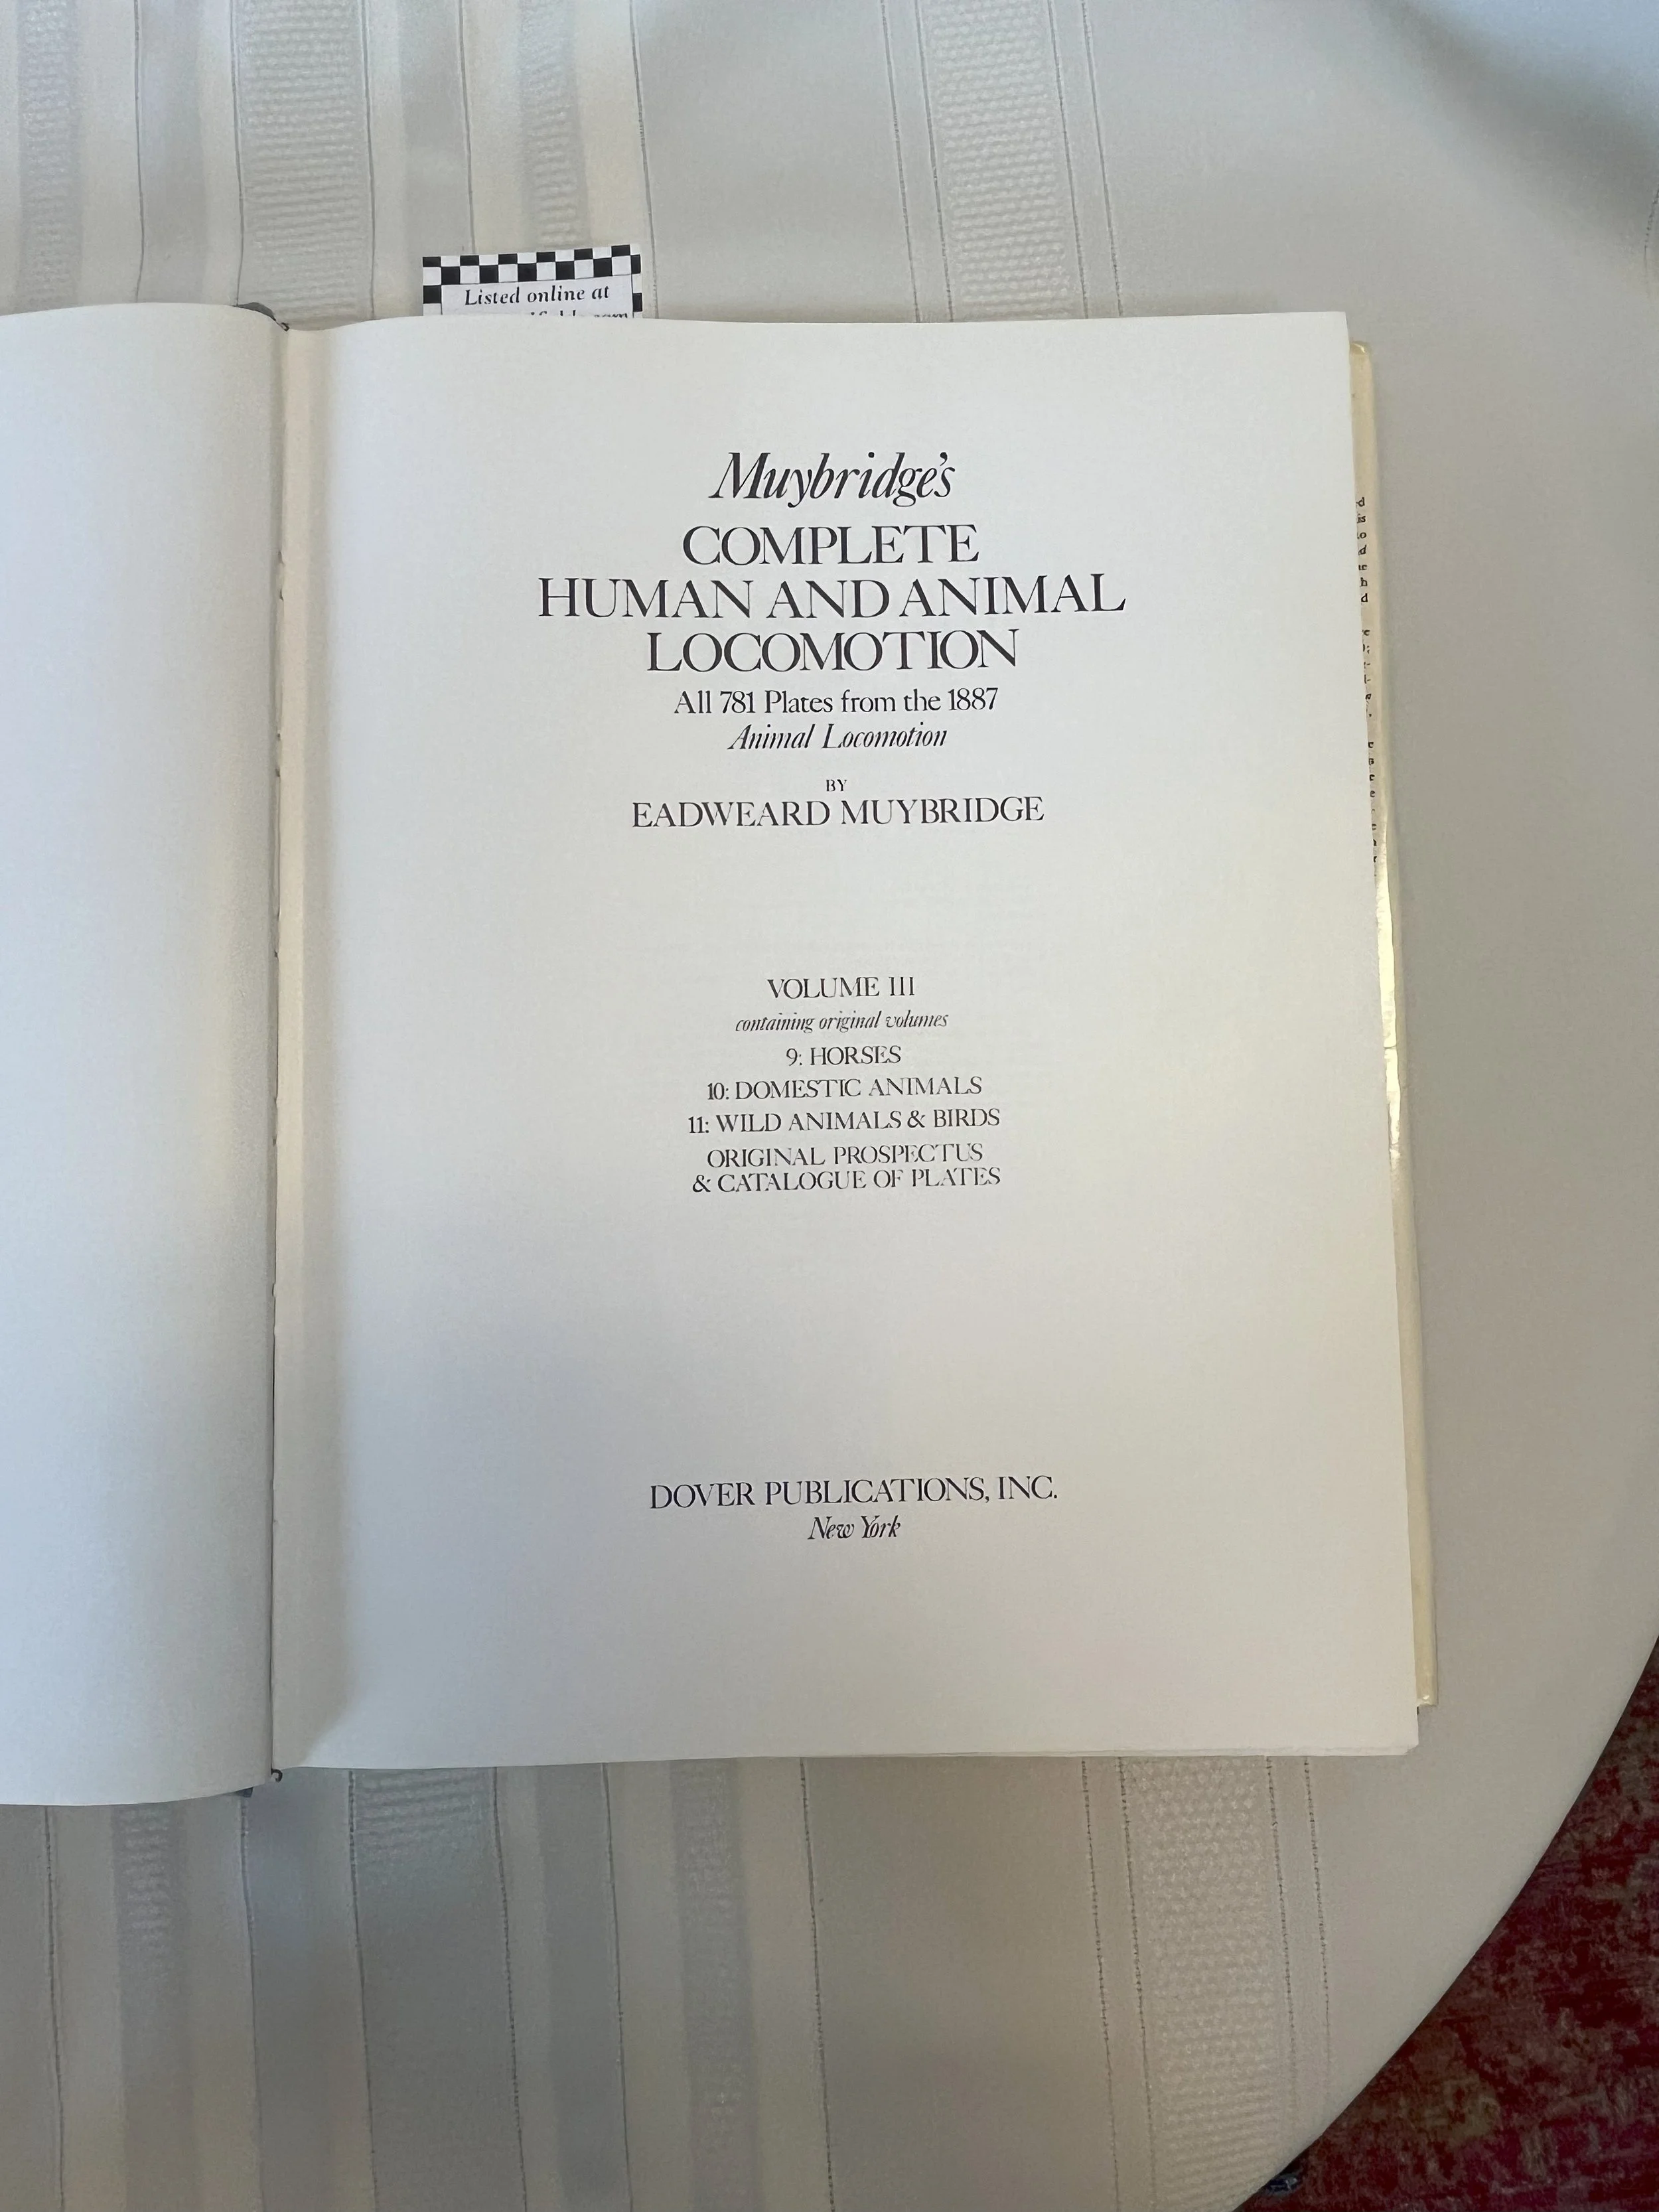 Listed online at
Muybridge's
COMPLETE
HUMAN AND ANIMAL
LOCOMOTION
All 781 Plates from the 1887
Animal Locomotion
BY
EADWEARD MUYBRIDGE
VOLUME III
containing original volumes
9: HORSES
10: DOMESTIC ANIMALS
11: WILD ANIMALS & BIRDS
ORIGINAL PROSPECTUS
& CATALOGUE OF PLATES
DOVER PUBLICATIONS, INC.
New York